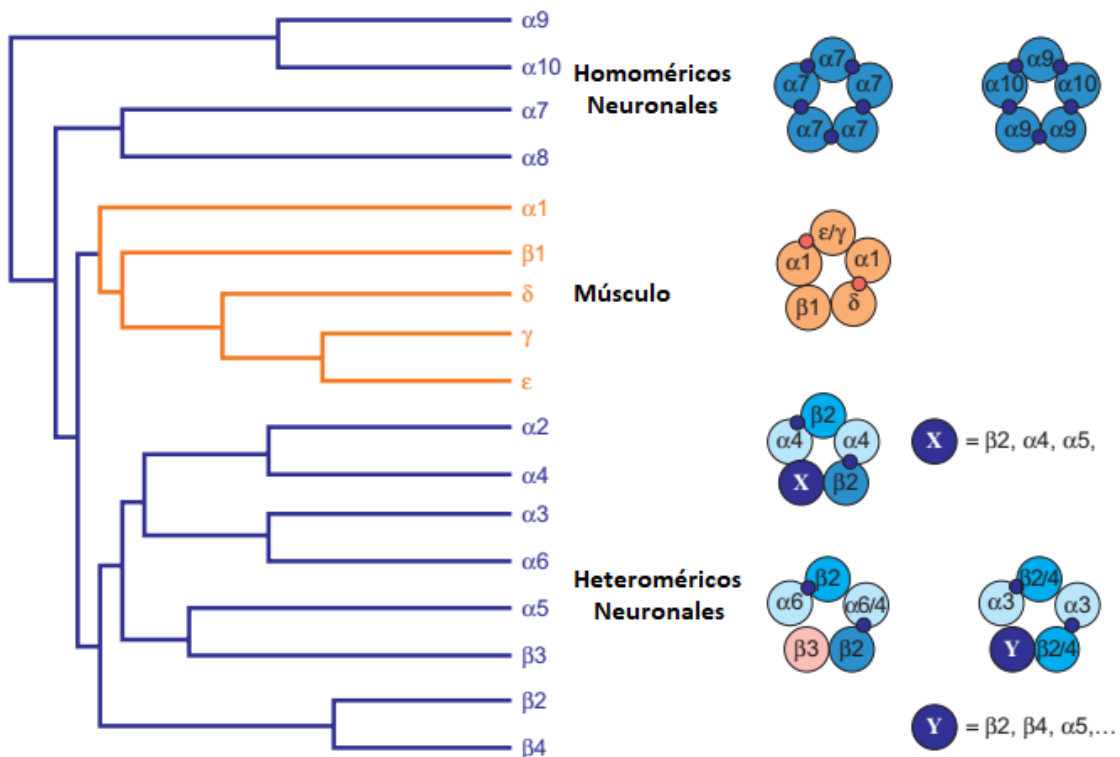 α9
α10
α7
α8
α1
β1
δ
γ
ε
α2
α4
α3
α6
α5
β3
β2
β4
Homoméricos
Neuronales
Músculo
Heteroméricos
Neuronales
α7
α7 α7
α7 α7
α9
α10 α10
α9 α9
ε/γ
α1 α1
β1 δ
β2
α4 α4
X β2
X = β2, α4, α5,
β2
α6 α6/4
β3 β2
β2/4
α3 α3
Y β2/4
Y = β2, β4, α5,...